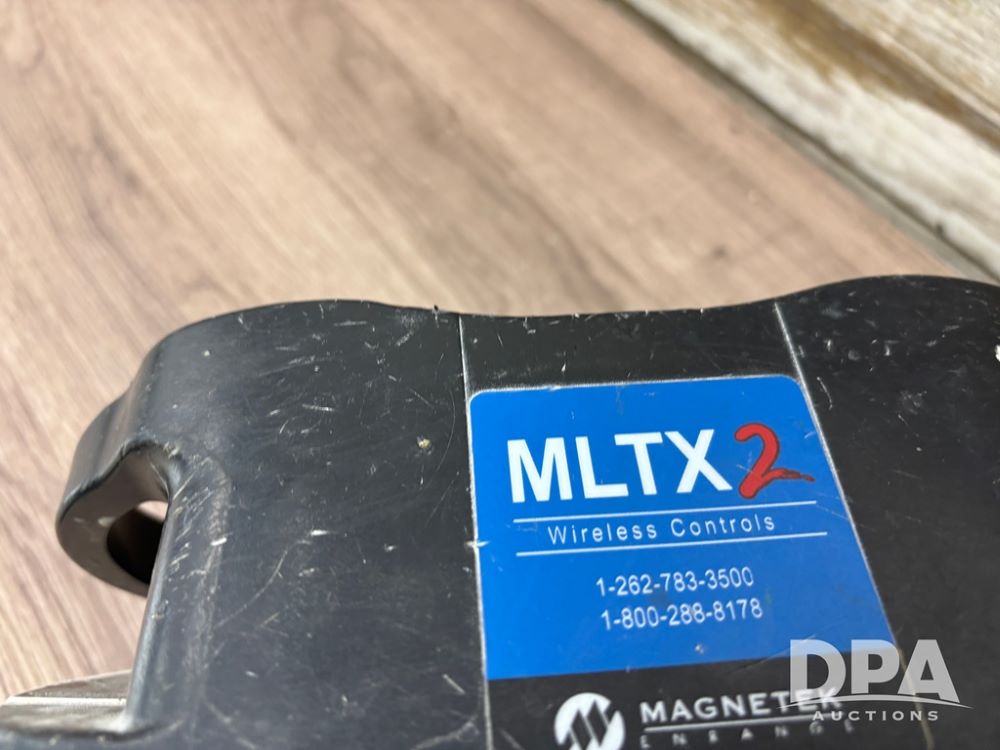 MLTX2
Wireless Controls
1-262-783-3500
1-800-288-8178
MAGNETEK
DPA
AUCTIONS